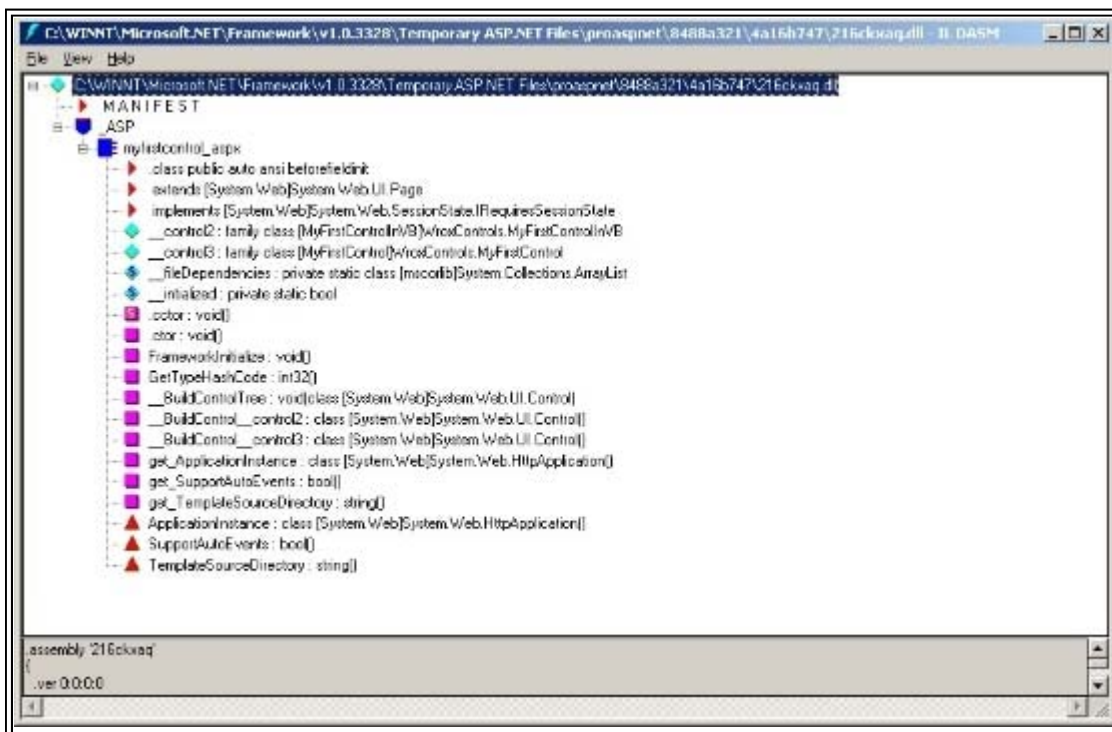 C:\WINNT\Microsoft.NET\Framework\v1.0.3328\Temporary ASP.NET Files\proaspnet\8488a321\4a16b747\216ckxaq.dll - IL DASM
File View Help
C:\WINNT\Microsoft.NET\Framework\v1.0.3328\Temporary ASP.NET Files\proaspnet\8488a321\4a16b747\216ckxaq.dll
MANIFEST
_ASP
myfirstcontrol_aspx
.class public auto ansi beforefieldinit
extends [System.Web]System.Web.UI.Page
implements [System.Web]System.Web.SessionState.IRequiresSessionState
__control2 : family class [MyFirstControlInVB]WroxControls.MyFirstControlInVB
__control3 : family class [MyFirstControl]WroxControls.MyFirstControl
__fileDependencies : private static class [mscorlib]System.Collections.ArrayList
__intialized : private static bool
.cctor : void()
.ctor : void()
FrameworkInitialize : void()
GetTypeHashCode : int32()
__BuildControlTree : void(class [System.Web]System.Web.UI.Control)
__BuildControl__control2 : class [System.Web]System.Web.UI.Control()
__BuildControl__control3 : class [System.Web]System.Web.UI.Control()
get_ApplicationInstance : class [System.Web]System.Web.HttpApplication()
get_SupportAutoEvents : bool()
get_TemplateSourceDirectory : string()
ApplicationInstance : class [System.Web]System.Web.HttpApplication()
SupportAutoEvents : bool()
TemplateSourceDirectory : string()
.assembly '216ckxaq'
{
.ver 0:0:0:0